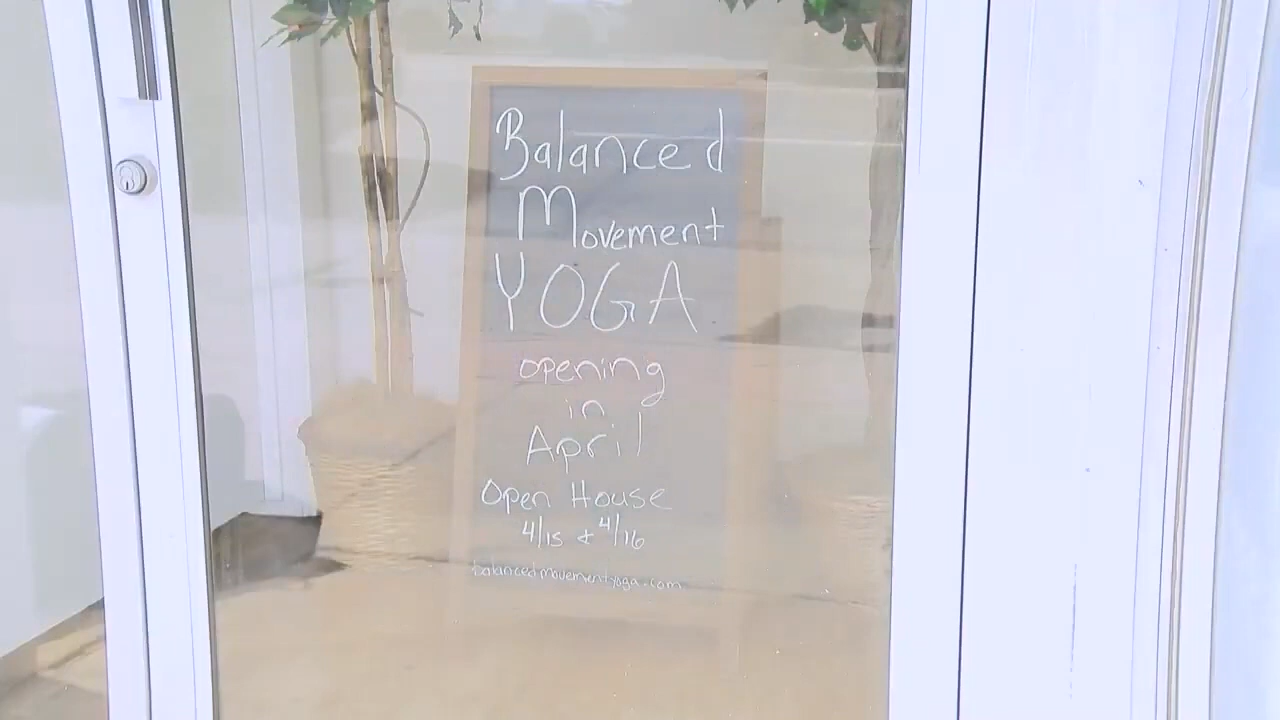 Balanced
Movement
YOGA
opening
in
April
Open House
4/15 & 4/16
balancedmovementyoga.com